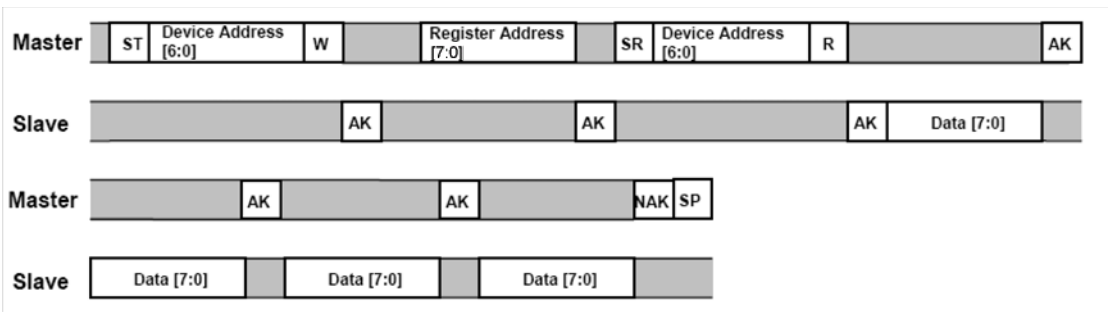 Master ST Device Address [6:0] W Register Address [7:0] SR Device Address [6:0] R AK
Slave AK AK AK Data [7:0]
Master AK AK NAK SP
Slave Data [7:0] Data [7:0] Data [7:0]